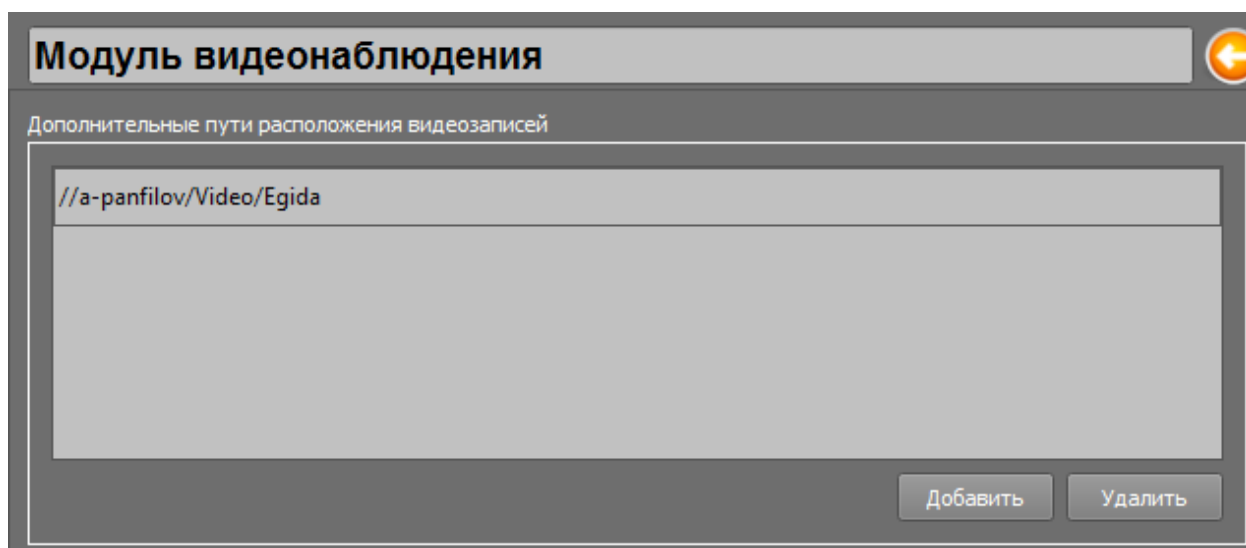 Модуль видеонаблюдения
Дополнительные пути расположения видеозаписей
//a-panfilov/Video/Egida
Добавить Удалить